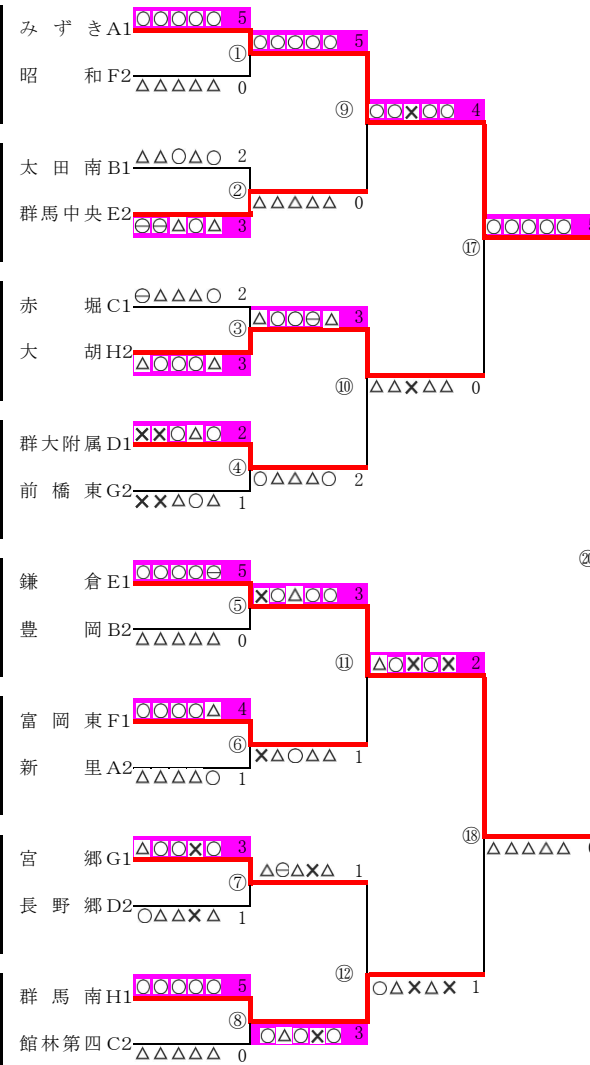 みずきA1 ○○○○○ 5
① ○○○○○ 5
昭和F2 △△△△△ 0
⑨ ○○×○○ 4
太田南B1 △△○△○ 2
② △△△△△ 0
群馬中央E2 ⊖⊖△○△ 3
⑰ ○○○○○
赤堀C1 ⊖△△△○ 2
③ △○○⊖△ 3
大胡H2 △○○○△ 3
⑩ △△×△△ 0
群大附属D1 ××○△○ 2
④ ○△△△○ 2
前橋東G2 ××△○△ 1
⑳
鎌倉E1 ○○○○⊖ 5
⑤ ×○△○○ 3
豊岡B2 △△△△△ 0
⑪ △○×○× 2
富岡東F1 ○○○○△ 4
⑥ ×△○△△ 1
新里A2 △△△△○ 1
⑱ △△△△△
宮郷G1 △○○×○ 3
⑦ △⊖△×△ 1
長野郷D2 ○△△×△ 1
⑫ ○△×△× 1
群馬南H1 ○○○○○ 5
⑧ ○△○×○ 3
館林第四C2 △△△△△ 0